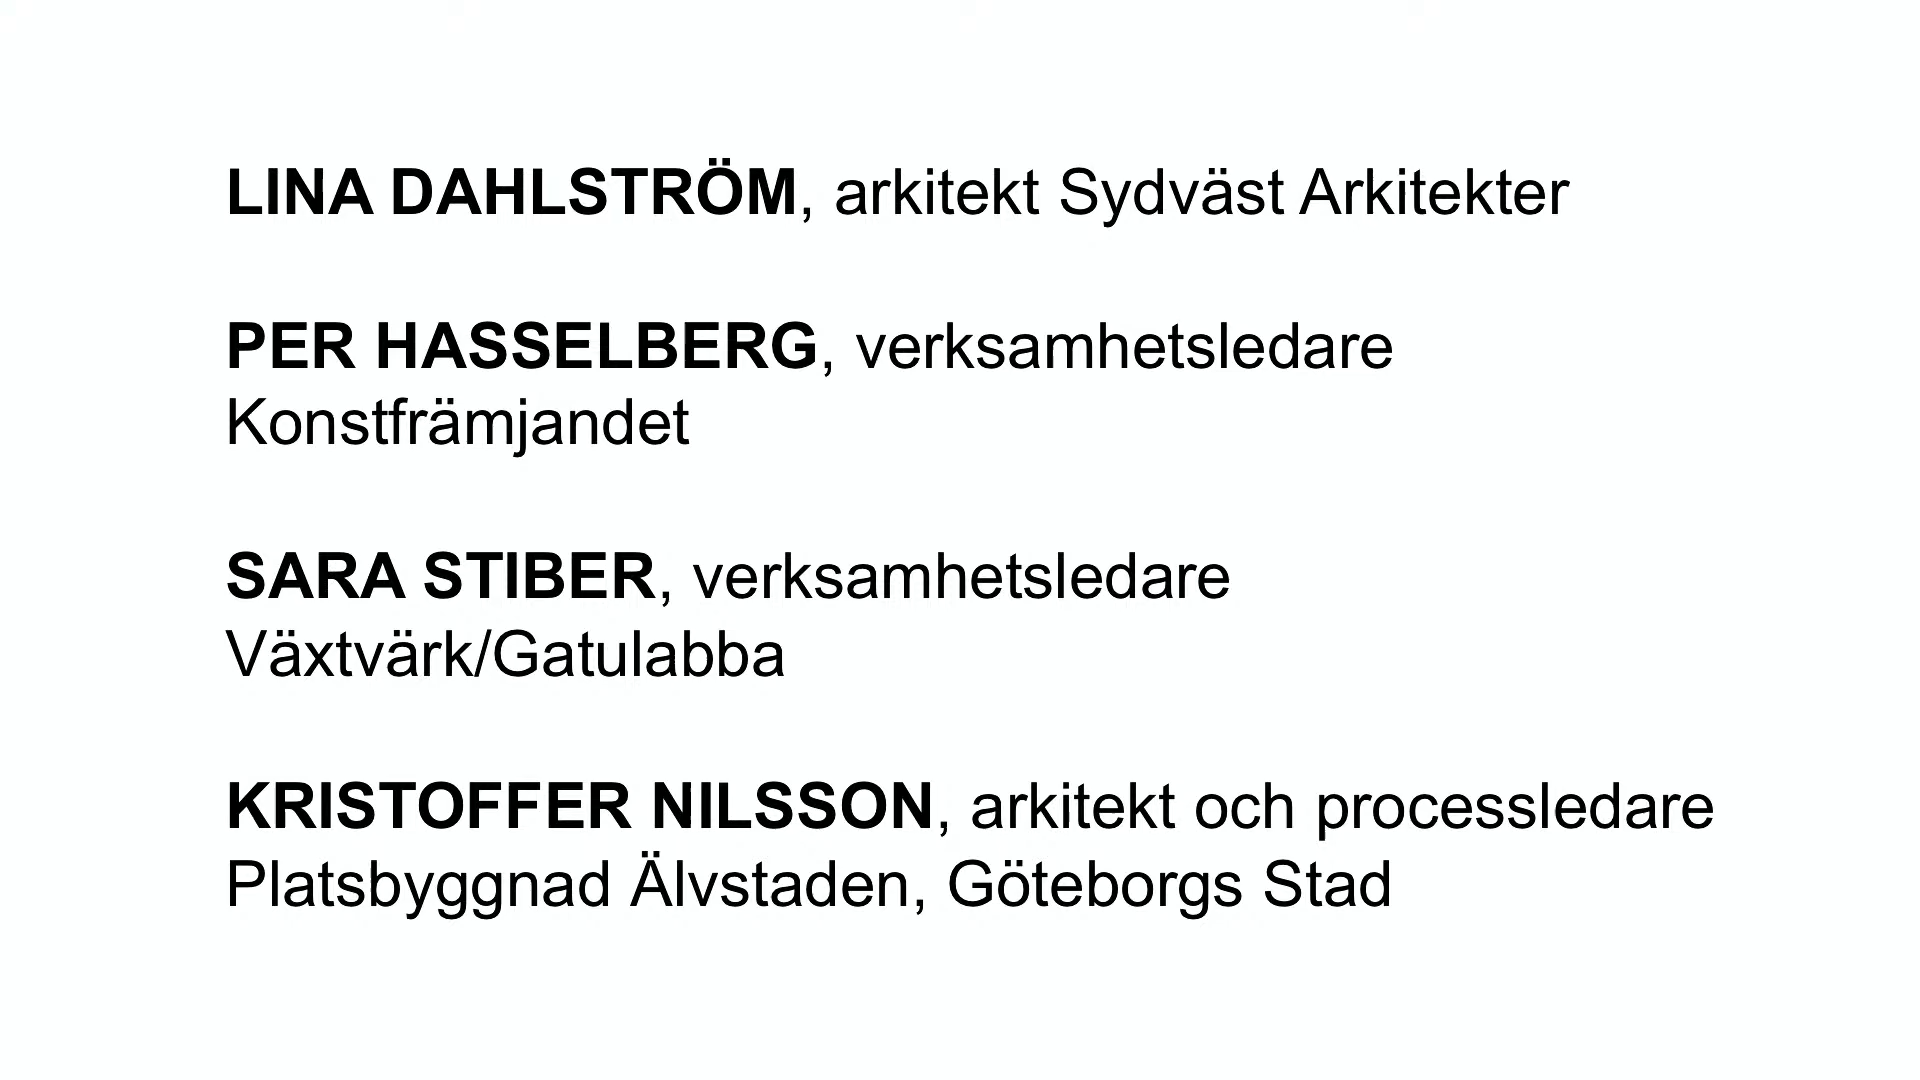 LINA DAHLSTRÖM, arkitekt Sydväst Arkitekter
PER HASSELBERG, verksamhetsledare
Konstfrämjandet
SARA STIBER, verksamhetsledare
Växtvärk/Gatulabba
KRISTOFFER NILSSON, arkitekt och processledare
Platsbyggnad Älvstaden, Göteborgs Stad